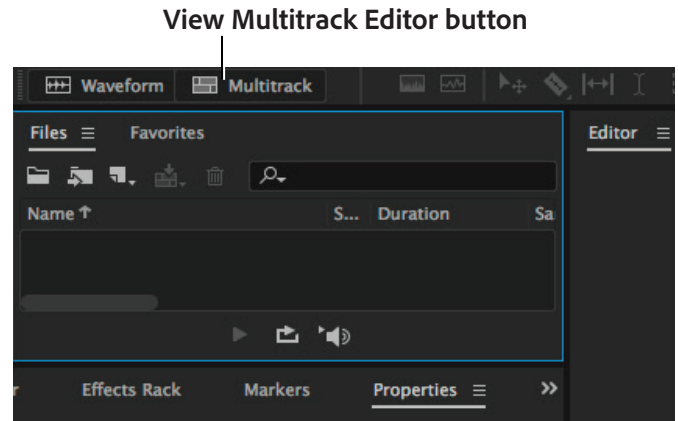 View Multitrack Editor button
Waveform Multitrack
Files Favorites Editor
Name S... Duration Sa
Effects Rack Markers Properties